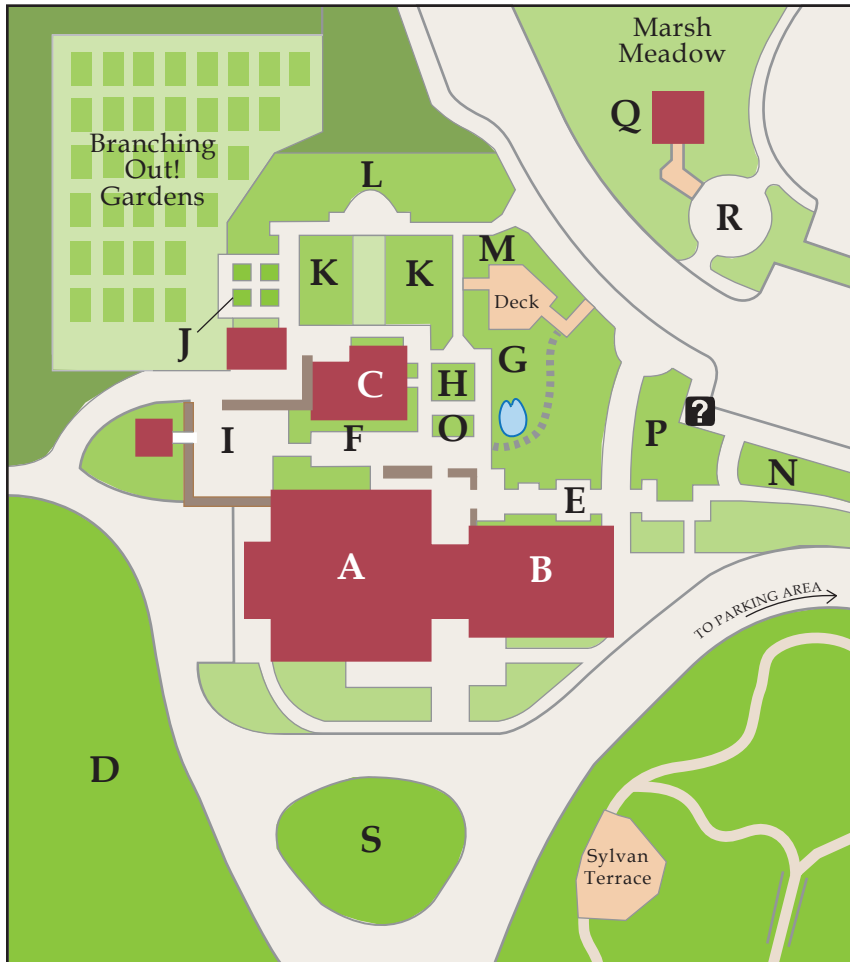 Marsh
Meadow
Q
Branching
Out!
Gardens
L
R
M
K
K
Deck
J
G
C
H
?
I
F
O
P
N
E
A
B
TO PARKING AREA
D
S
Sylvan
Terrace